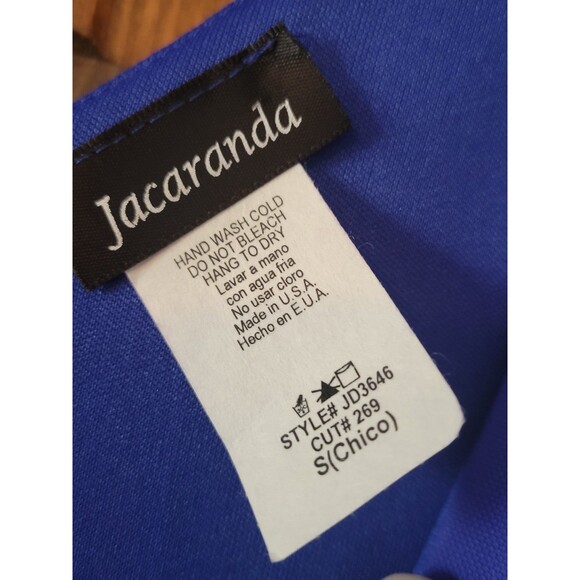 Jacaranda
HAND WASH COLD
DO NOT BLEACH
HANG TO DRY
Lavar a mano
con agua fria
No usar cloro
Made in U.S.A.
Hecho en E.U.A.
STYLE# JD3646
CUT# 269
S(Chico)